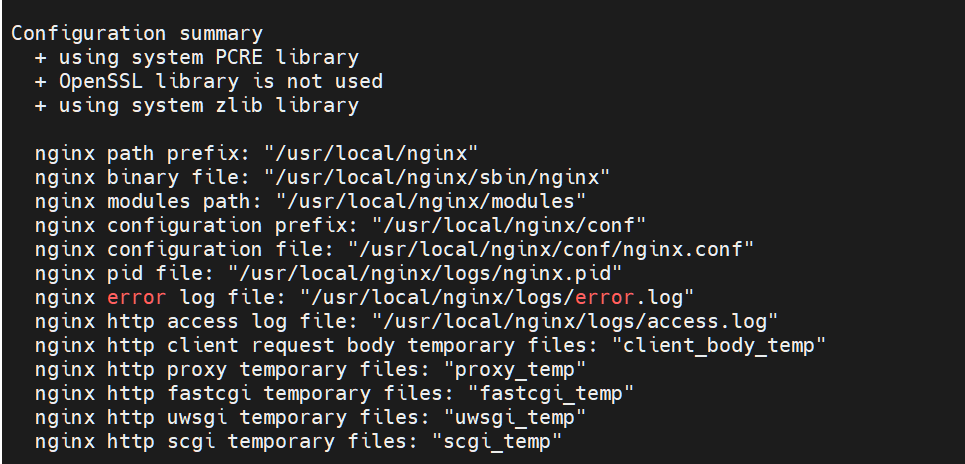 Configuration summary
+ using system PCRE library
+ OpenSSL library is not used
+ using system zlib library
nginx path prefix: "/usr/local/nginx"
nginx binary file: "/usr/local/nginx/sbin/nginx"
nginx modules path: "/usr/local/nginx/modules"
nginx configuration prefix: "/usr/local/nginx/conf"
nginx configuration file: "/usr/local/nginx/conf/nginx.conf"
nginx pid file: "/usr/local/nginx/logs/nginx.pid"
nginx error log file: "/usr/local/nginx/logs/error.log"
nginx http access log file: "/usr/local/nginx/logs/access.log"
nginx http client request body temporary files: "client_body_temp"
nginx http proxy temporary files: "proxy_temp"
nginx http fastcgi temporary files: "fastcgi_temp"
nginx http uwsgi temporary files: "uwsgi_temp"
nginx http scgi temporary files: "scgi_temp"